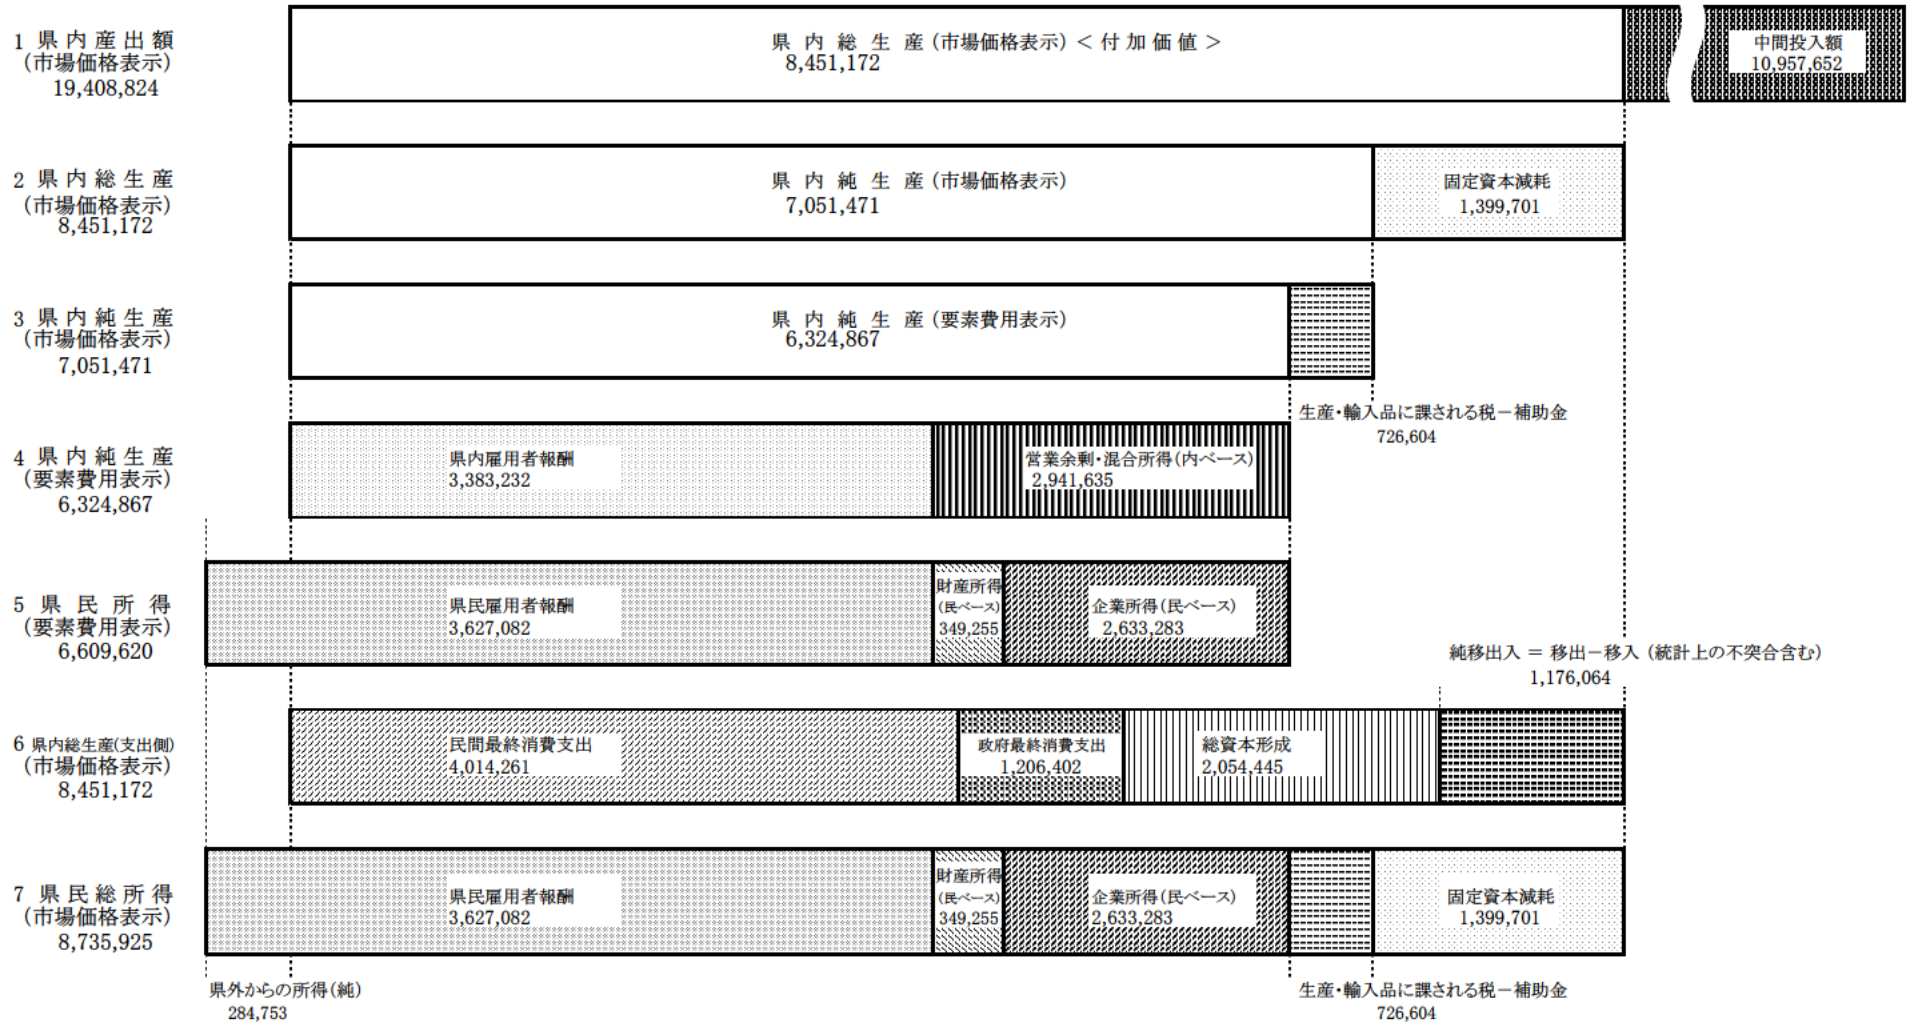 1 県内産出額
(市場価格表示)
19,408,824
県内総生産(市場価格表示)<付加価値>
8,451,172
中間投入額
10,957,652
2 県内総生産
(市場価格表示)
8,451,172
県内純生産(市場価格表示)
7,051,471
固定資本減耗
1,399,701
3 県内純生産
(市場価格表示)
7,051,471
県内純生産(要素費用表示)
6,324,867
生産・輸入品に課される税-補助金
726,604
4 県内純生産
(要素費用表示)
6,324,867
県内雇用者報酬
3,383,232
営業余剰・混合所得(内ベース)
2,941,635
5 県民所得
(要素費用表示)
6,609,620
県民雇用者報酬
3,627,082
財産所得
(民ベース)
349,255
企業所得(民ベース)
2,633,283
純移出入 = 移出-移入 (統計上の不突合含む)
1,176,064
6 県内総生産(支出側)
(市場価格表示)
8,451,172
民間最終消費支出
4,014,261
政府最終消費支出
1,206,402
総資本形成
2,054,445
7 県民総所得
(市場価格表示)
8,735,925
県民雇用者報酬
3,627,082
財産所得
(民ベース)
349,255
企業所得(民ベース)
2,633,283
固定資本減耗
1,399,701
県外からの所得(純)
284,753
生産・輸入品に課される税-補助金
726,604